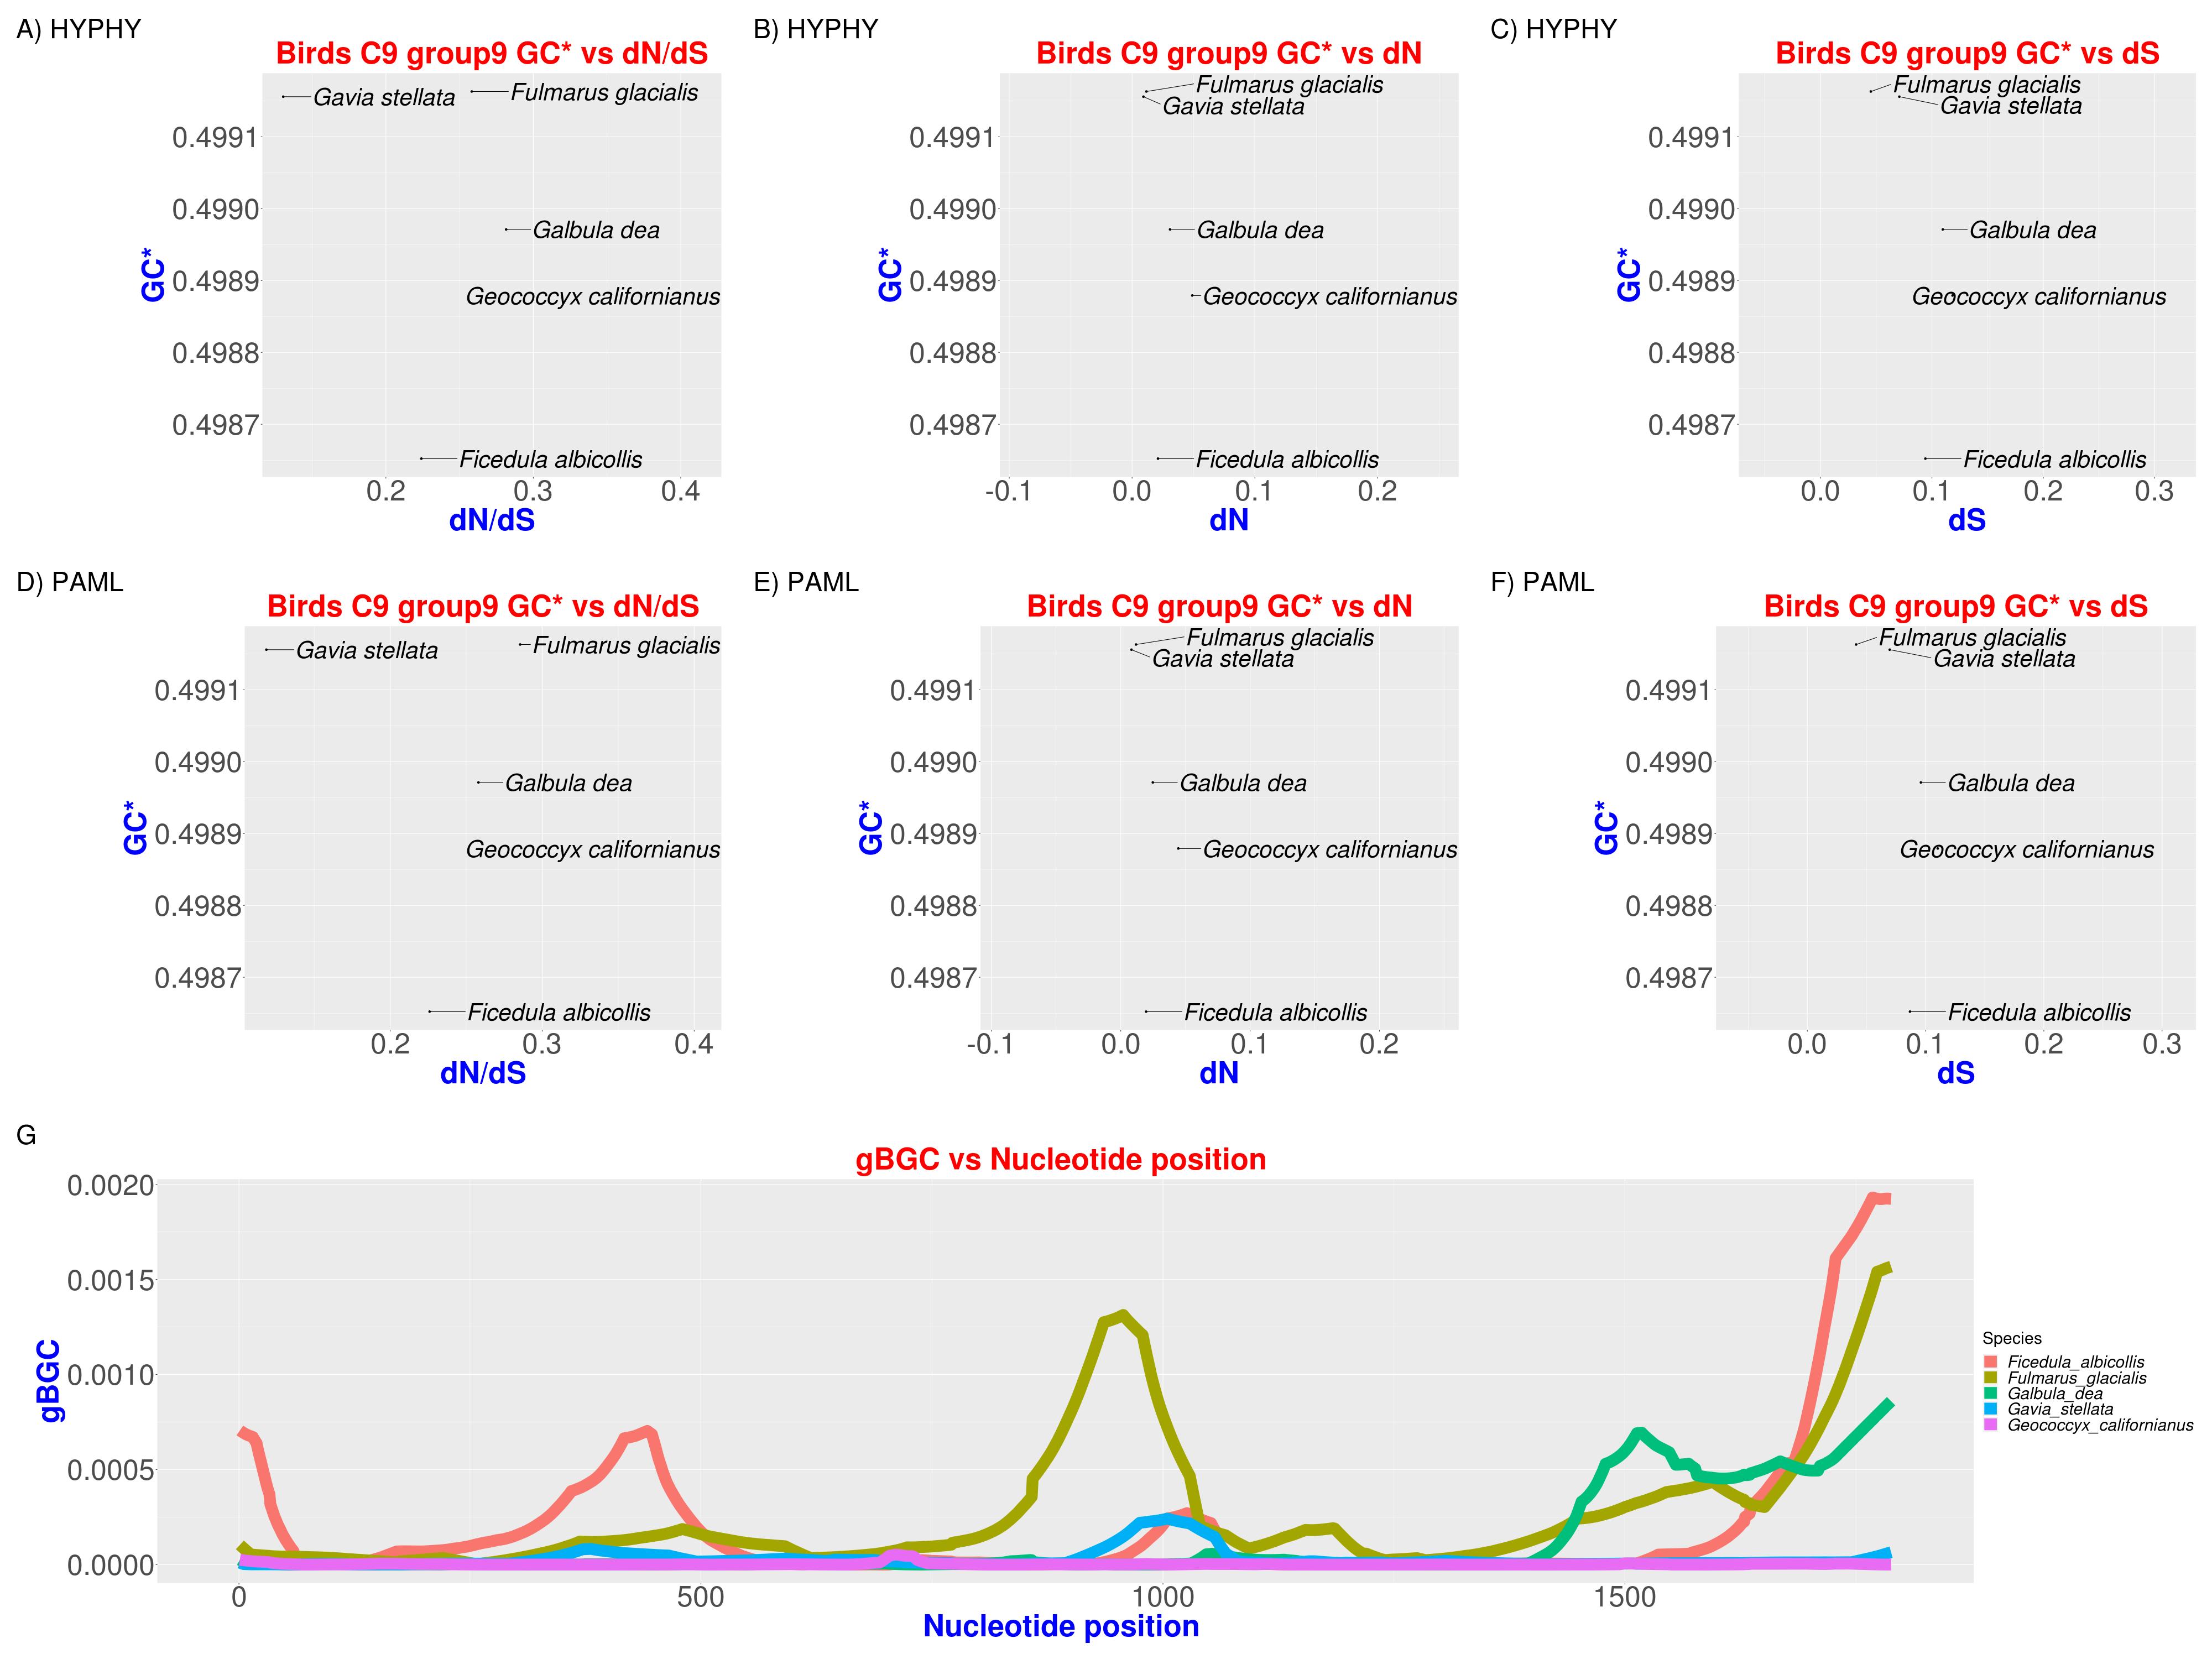 A) HYPHY
Birds C9 group9 GC* vs dN/dS
Gavia stellata
Fulmarus glacialis
Galbula dea
Geococcyx californianus
Ficedula albicollis
0.4991
0.4990
0.4989
0.4988
0.4987
GC*
0.2 0.3 0.4
dN/dS
B) HYPHY
Birds C9 group9 GC* vs dN
Fulmarus glacialis
Gavia stellata
Galbula dea
Geococcyx californianus
Ficedula albicollis
0.4991
0.4990
0.4989
0.4988
0.4987
GC*
-0.1 0.0 0.1 0.2
dN
C) HYPHY
Birds C9 group9 GC* vs dS
Fulmarus glacialis
Gavia stellata
Galbula dea
Geococcyx californianus
Ficedula albicollis
0.4991
0.4990
0.4989
0.4988
0.4987
GC*
0.0 0.1 0.2 0.3
dS
D) PAML
Birds C9 group9 GC* vs dN/dS
Gavia stellata
Fulmarus glacialis
Galbula dea
Geococcyx californianus
Ficedula albicollis
0.4991
0.4990
0.4989
0.4988
0.4987
GC*
0.2 0.3 0.4
dN/dS
E) PAML
Birds C9 group9 GC* vs dN
Fulmarus glacialis
Gavia stellata
Galbula dea
Geococcyx californianus
Ficedula albicollis
0.4991
0.4990
0.4989
0.4988
0.4987
GC*
-0.1 0.0 0.1 0.2
dN
F) PAML
Birds C9 group9 GC* vs dS
Fulmarus glacialis
Gavia stellata
Galbula dea
Geococcyx californianus
Ficedula albicollis
0.4991
0.4990
0.4989
0.4988
0.4987
GC*
0.0 0.1 0.2 0.3
dS
G
gBGC vs Nucleotide position
0.0020
0.0015
0.0010
0.0005
0.0000
gBGC
0 500 1000 1500
Nucleotide position
Species
Ficedula_albicollis
Fulmarus_glacialis
Galbula_dea
Gavia_stellata
Geococcyx_californianus